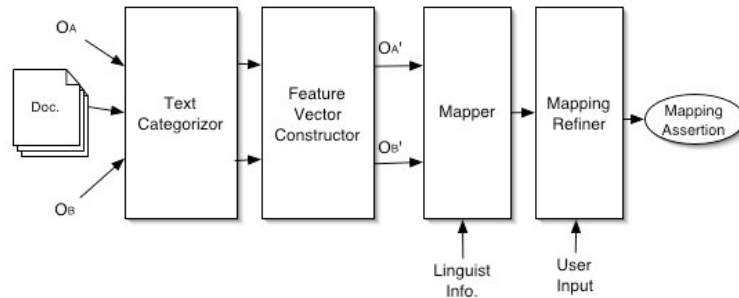 OA
Doc.
OB
Text
Categorizor
Feature
Vector
Constructor
OA'
OB'
Mapper
Mapping
Refiner
Mapping
Assertion
Linguist
Info.
User
Input